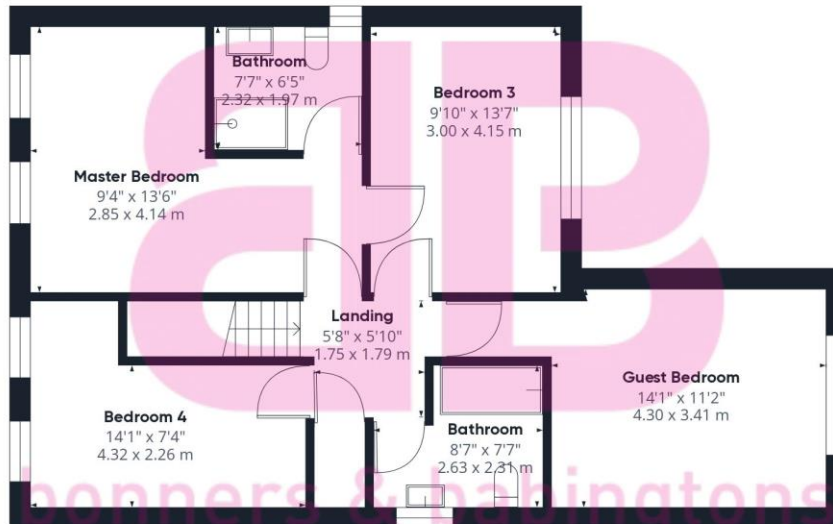 Bathroom
7'7" x 6'5"
2.32 x 1.97 m
Bedroom 3
9'10" x 13'7"
3.00 x 4.15 m
Master Bedroom
9'4" x 13'6"
2.85 x 4.14 m
Landing
5'8" x 5'10"
1.75 x 1.79 m
Guest Bedroom
14'1" x 11'2"
4.30 x 3.41 m
Bedroom 4
14'1" x 7'4"
4.32 x 2.26 m
Bathroom
8'7" x 7'7"
2.63 x 2.31 m
bonners & babingtons